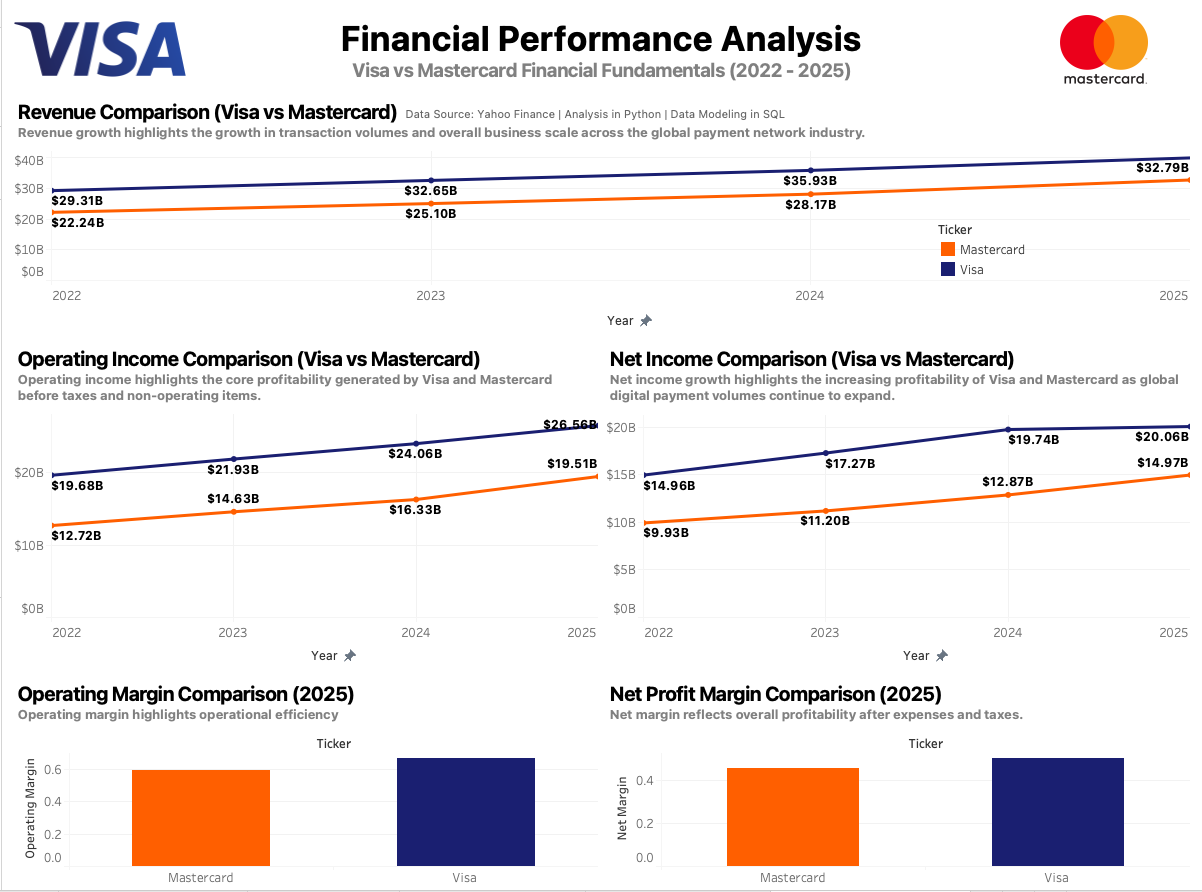 VISA
Financial Performance Analysis
Visa vs Mastercard Financial Fundamentals (2022 - 2025)
mastercard.
Revenue Comparison (Visa vs Mastercard) Data Source: Yahoo Finance | Analysis in Python | Data Modeling in SQL
Revenue growth highlights the growth in transaction volumes and overall business scale across the global payment network industry.
$40B
$30B
$20B
$10B
$0B
$29.31B
$32.65B
$35.93B
$32.79B
$22.24B
$25.10B
$28.17B
Ticker
Mastercard
Visa
2022 2023 2024 2025
Year
Operating Income Comparison (Visa vs Mastercard)
Operating income highlights the core profitability generated by Visa and Mastercard
before taxes and non-operating items.
$20B
$10B
$0B
$19.68B
$21.93B
$24.06B
$26.56B
$12.72B
$14.63B
$16.33B
$19.51B
2022 2023 2024 2025
Year
Net Income Comparison (Visa vs Mastercard)
Net income growth highlights the increasing profitability of Visa and Mastercard as global
digital payment volumes continue to expand.
$20B
$15B
$10B
$5B
$0B
$14.96B
$17.27B
$19.74B
$20.06B
$9.93B
$11.20B
$12.87B
$14.97B
2022 2023 2024 2025
Year
Operating Margin Comparison (2025)
Operating margin highlights operational efficiency
Ticker
Operating Margin
0.6
0.4
0.2
0.0
Mastercard Visa
Net Profit Margin Comparison (2025)
Net margin reflects overall profitability after expenses and taxes.
Ticker
Net Margin
0.4
0.2
0.0
Mastercard Visa